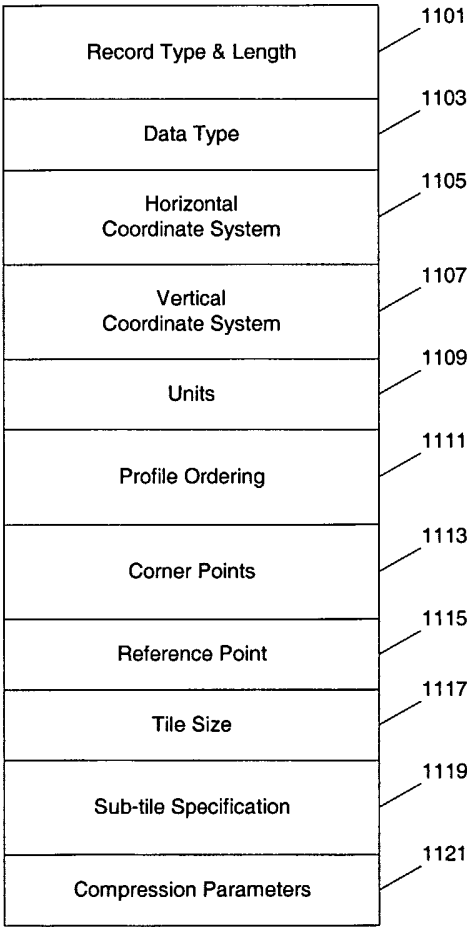 1101
Record Type & Length
1103
Data Type
1105
Horizontal
Coordinate System
1107
Vertical
Coordinate System
1109
Units
1111
Profile Ordering
1113
Corner Points
1115
Reference Point
1117
Tile Size
1119
Sub-tile Specification
1121
Compression Parameters